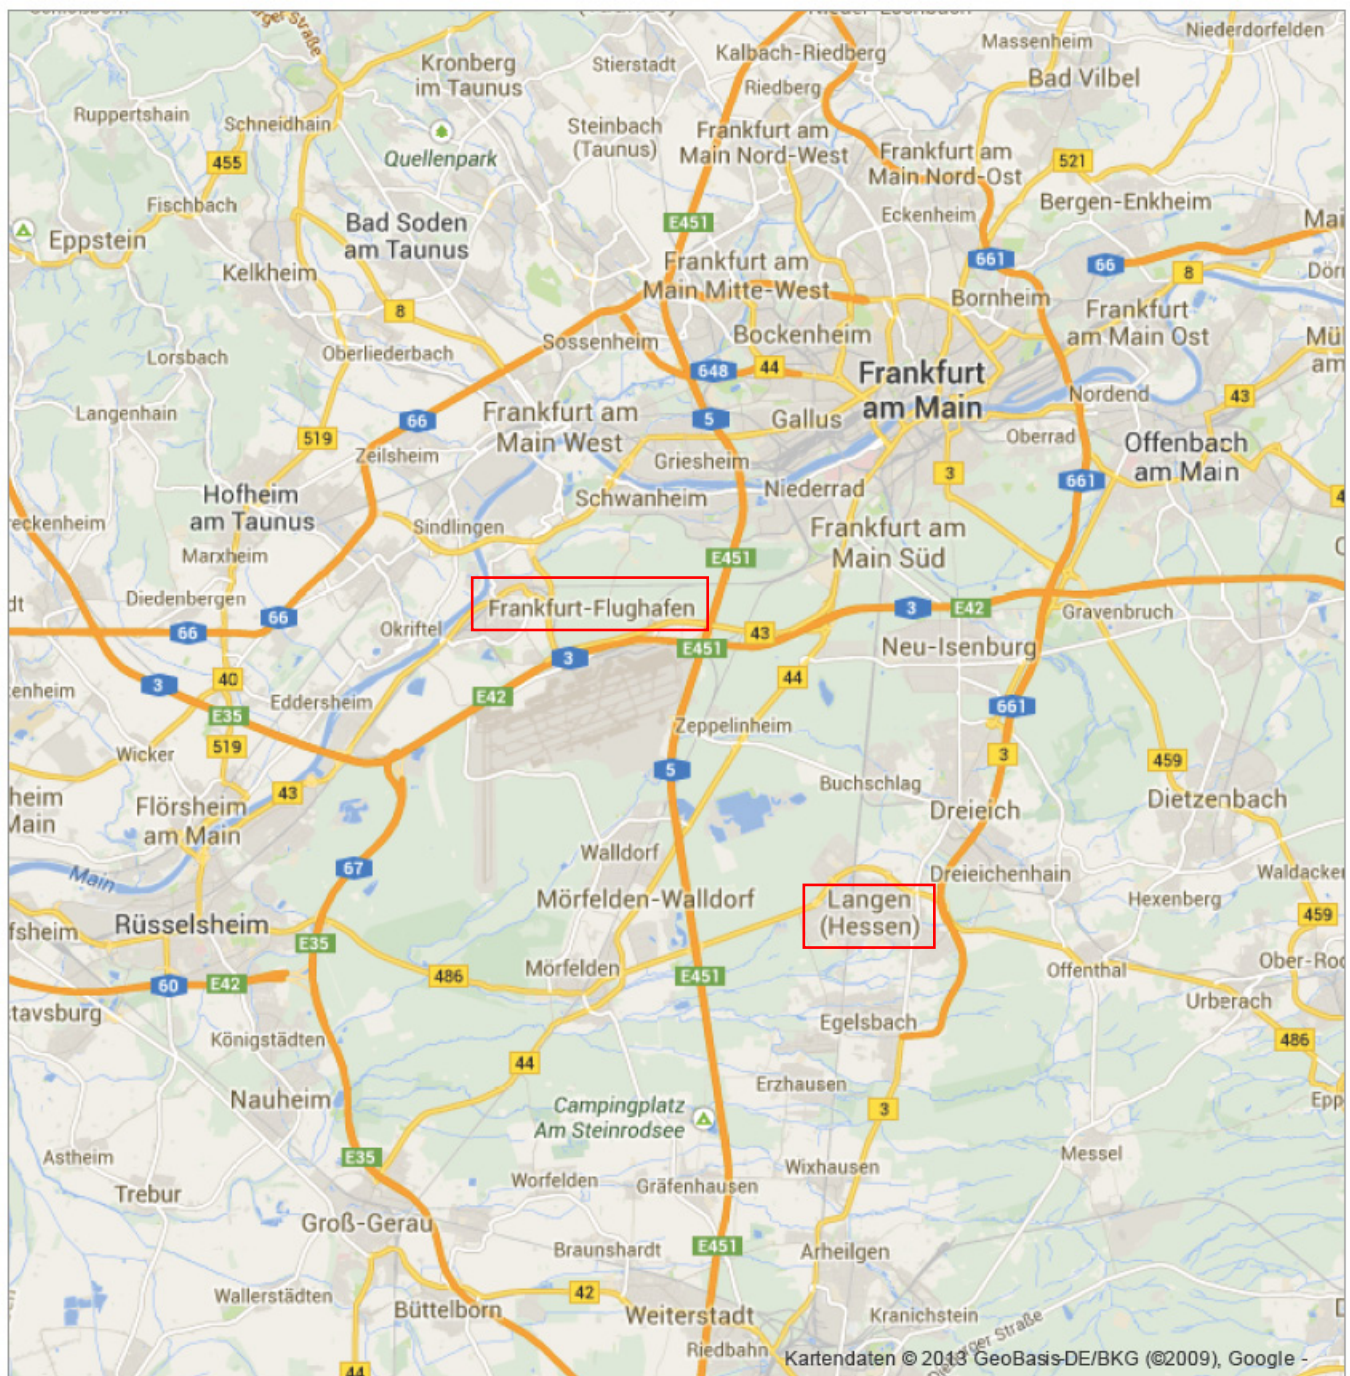 Kalbach-Riedberg
Massenheim
Niederdorfelden
Kronberg
im Taunus
Stierstadt
Bad Vilbel
Riedberg
Ruppertshain
Schneidhain
Steinbach
(Taunus)
Frankfurt am
Main Nord-West
Quellenpark
455
Frankfurt am
Main Nord-Ost
521
Fischbach
Bergen-Enkheim
Eckenheim
E451
Bad Soden
am Taunus
Eppstein
Kelkheim
Frankfurt am
Main Mitte-West
661
66
8
Bornheim
8
Frankfurt
am Main Ost
Sossenheim
Bockenheim
Oberliederbach
Lorsbach
648
44
Frankfurt
am Main
Nordend
43
Langenhain
66
Frankfurt am
Main West
5
Gallus
519
Zeilsheim
Griesheim
Oberrad
Offenbach
am Main
3
661
Hofheim
am Taunus
Schwanheim
Niederrad
Sindlingen
Frankfurt am
Main Süd
Marxheim
E451
Diedenbergen
66
66
Okriftel
Frankfurt-Flughafen
3
E42
Gravenbruch
43
E451
Neu-Isenburg
3
3
40
E42
44
661
Eddersheim
E35
Zeppelinheim
519
Wicker
3
459
5
Buchschlag
43
Flörsheim
am Main
Dreieich
Dietzenbach
Walldorf
67
Main
Dreieichenhain
Mörfelden-Walldorf
Langen
(Hessen)
Hexenberg
459
Rüsselsheim
E35
Mörfelden
486
E451
Offenthal
60
E42
Urberach
Egelsbach
Königstädten
486
44
Erzhausen
Nauheim
Campingplatz
Am Steinrodsee
3
Astheim
E35
Messel
Trebur
Worfelden
Gräfenhausen
Wixhausen
Groß-Gerau
E451
Braunshardt
Arheilgen
Wallerstädten
42
Büttelborn
Weiterstadt
Kranichstein
Riedbahn
44
Kartendaten © 2013 GeoBasis-DE/BKG (©2009), Google -